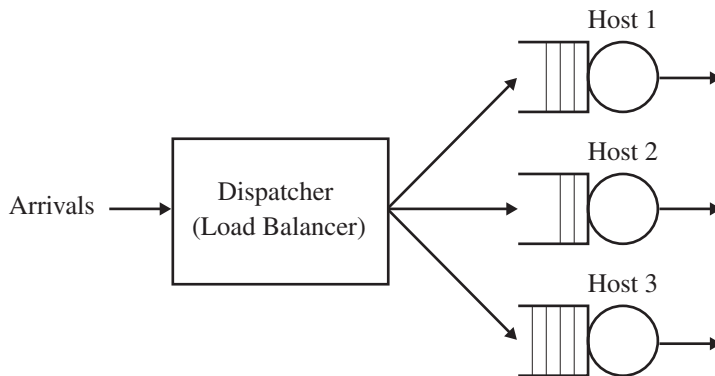 Host 1
Host 2
Arrivals
Dispatcher
(Load Balancer)
Host 3